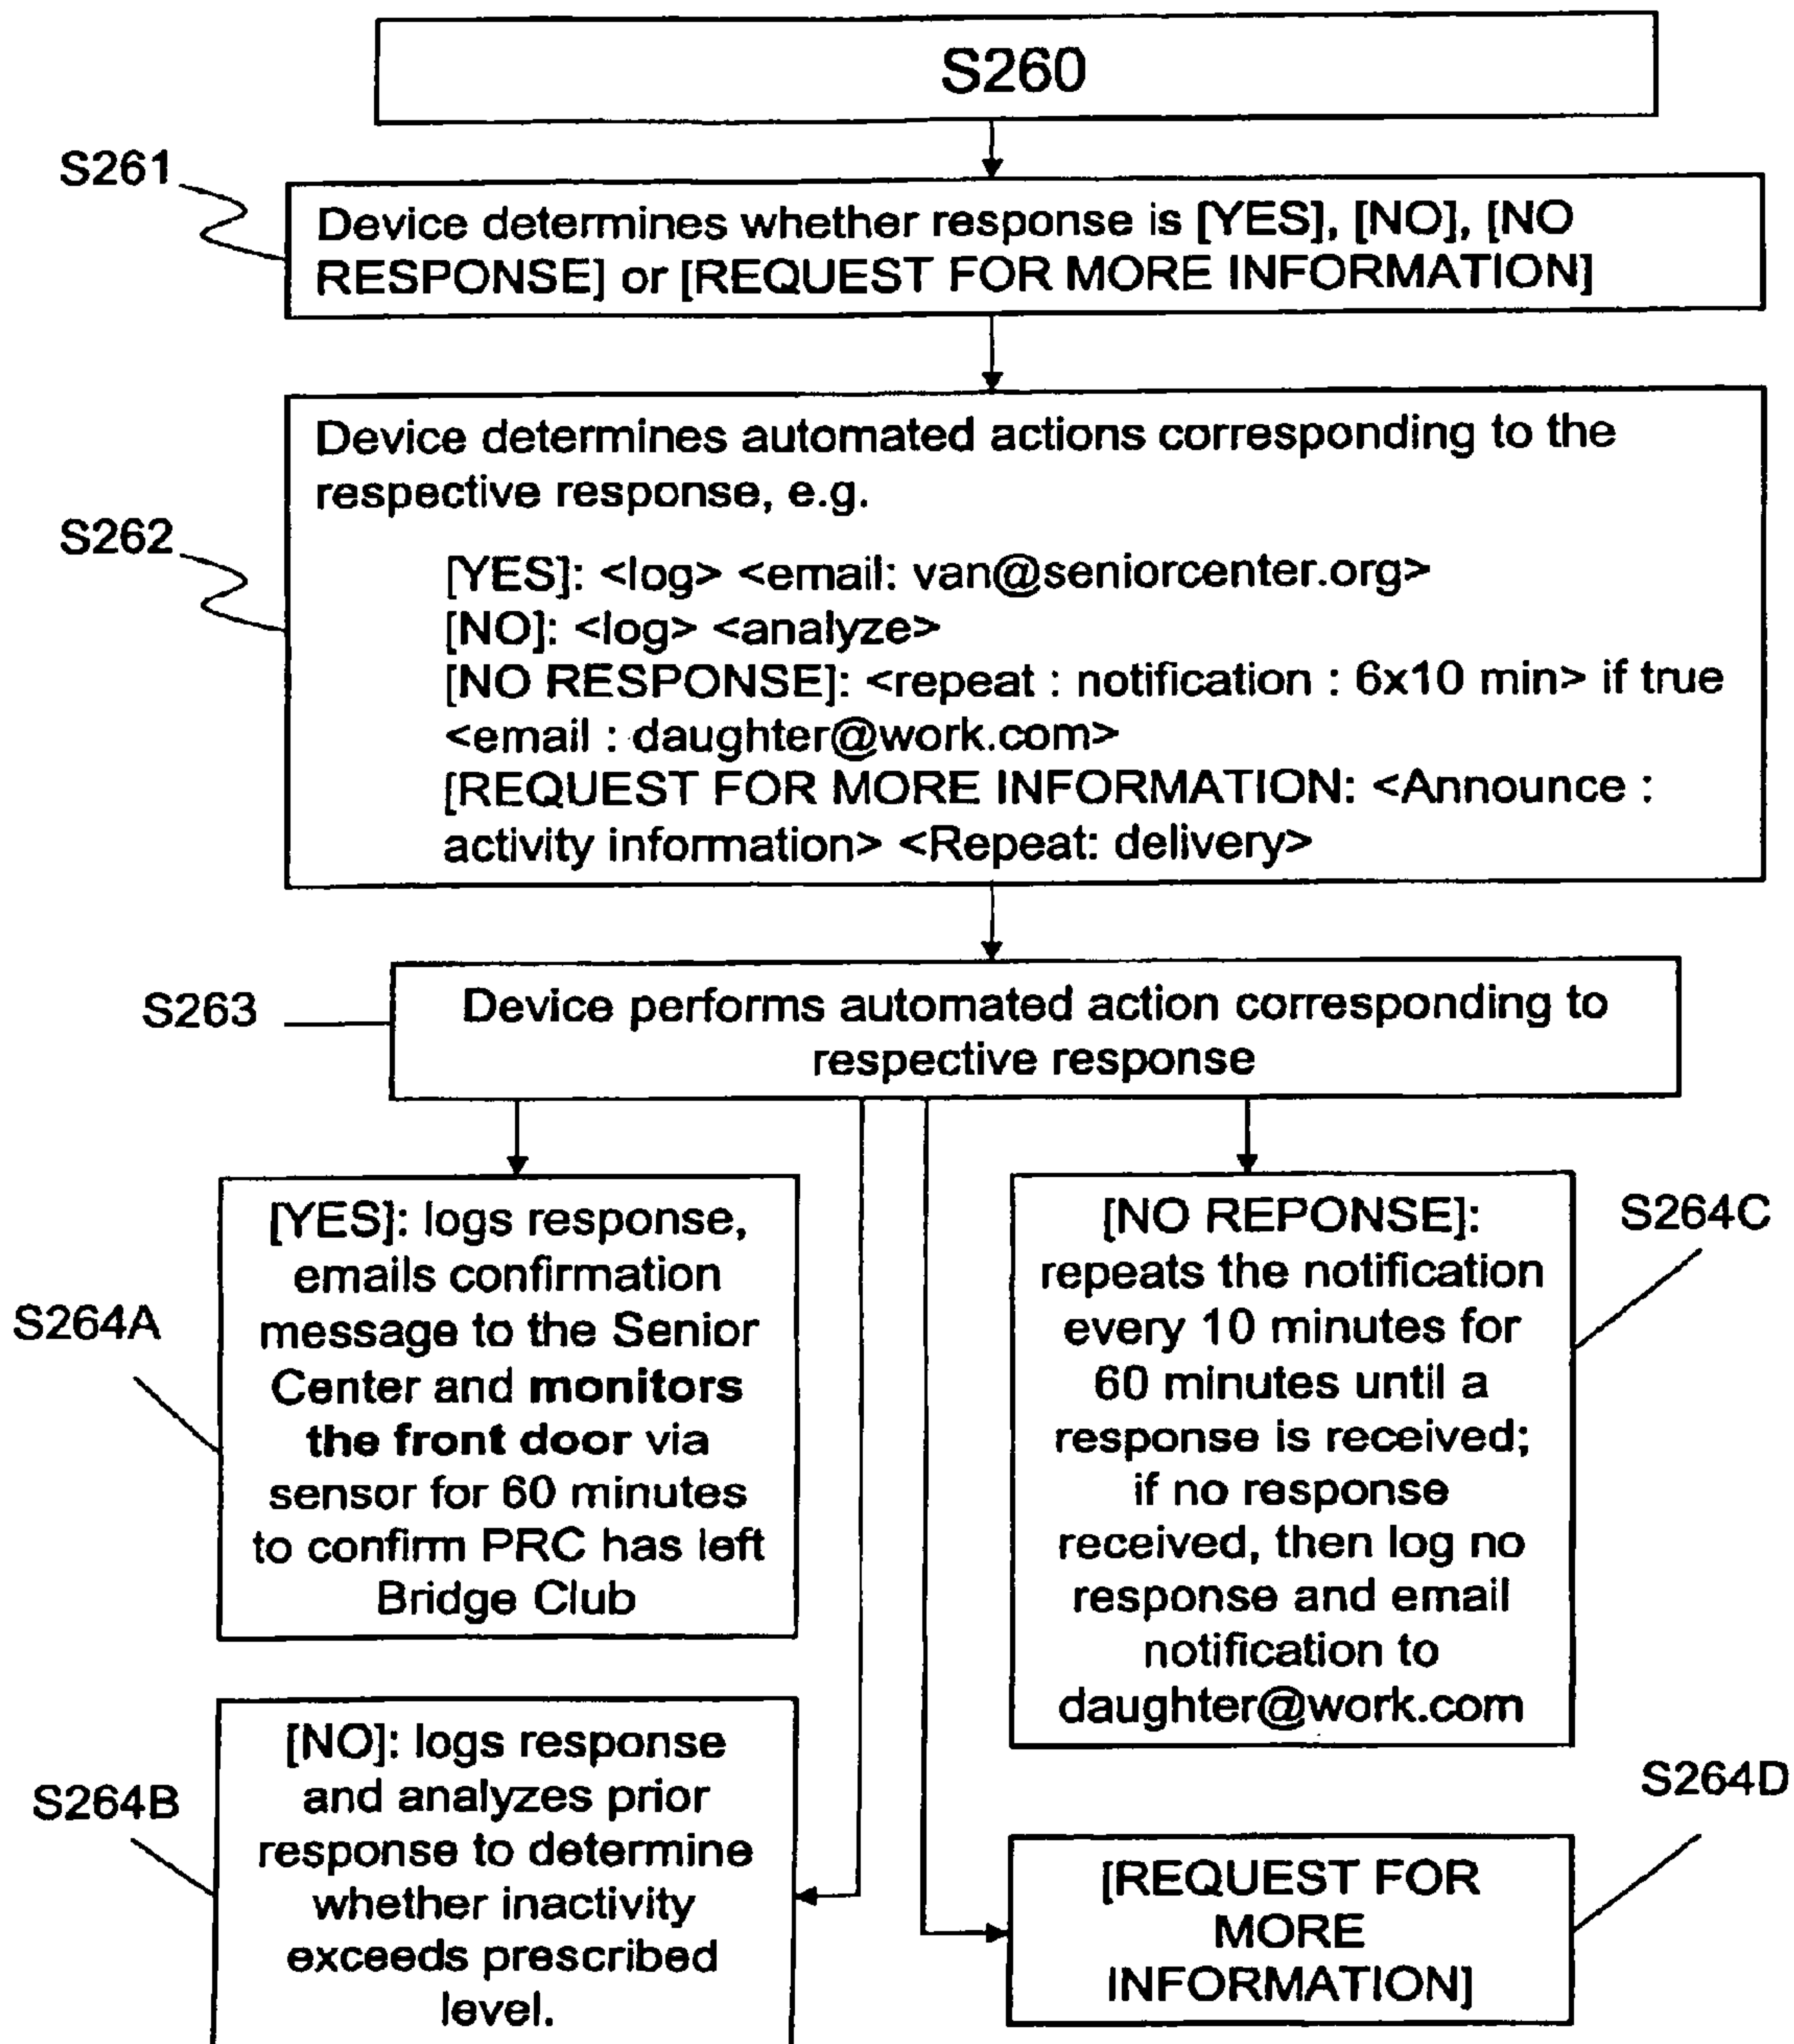 S260
S261
Device determines whether response is [YES], [NO], [NO
RESPONSE] or [REQUEST FOR MORE INFORMATION]
S262
Device determines automated actions corresponding to the
respective response, e.g.
[YES]: <log> <email: van@seniorcenter.org>
[NO]: <log> <analyze>
[NO RESPONSE]: <repeat : notification : 6x10 min> if true
<email : daughter@work.com>
[REQUEST FOR MORE INFORMATION: <Announce :
activity information> <Repeat: delivery>
S263
Device performs automated action corresponding to
respective response
S264A
[YES]: logs response,
emails confirmation
message to the Senior
Center and monitors
the front door via
sensor for 60 minutes
to confirm PRC has left
Bridge Club
S264C
[NO REPONSE]:
repeats the notification
every 10 minutes for
60 minutes until a
response is received;
if no response
received, then log no
response and email
notification to
daughter@work.com
S264B
[NO]: logs response
and analyzes prior
response to determine
whether inactivity
exceeds prescribed
level.
S264D
[REQUEST FOR
MORE
INFORMATION]